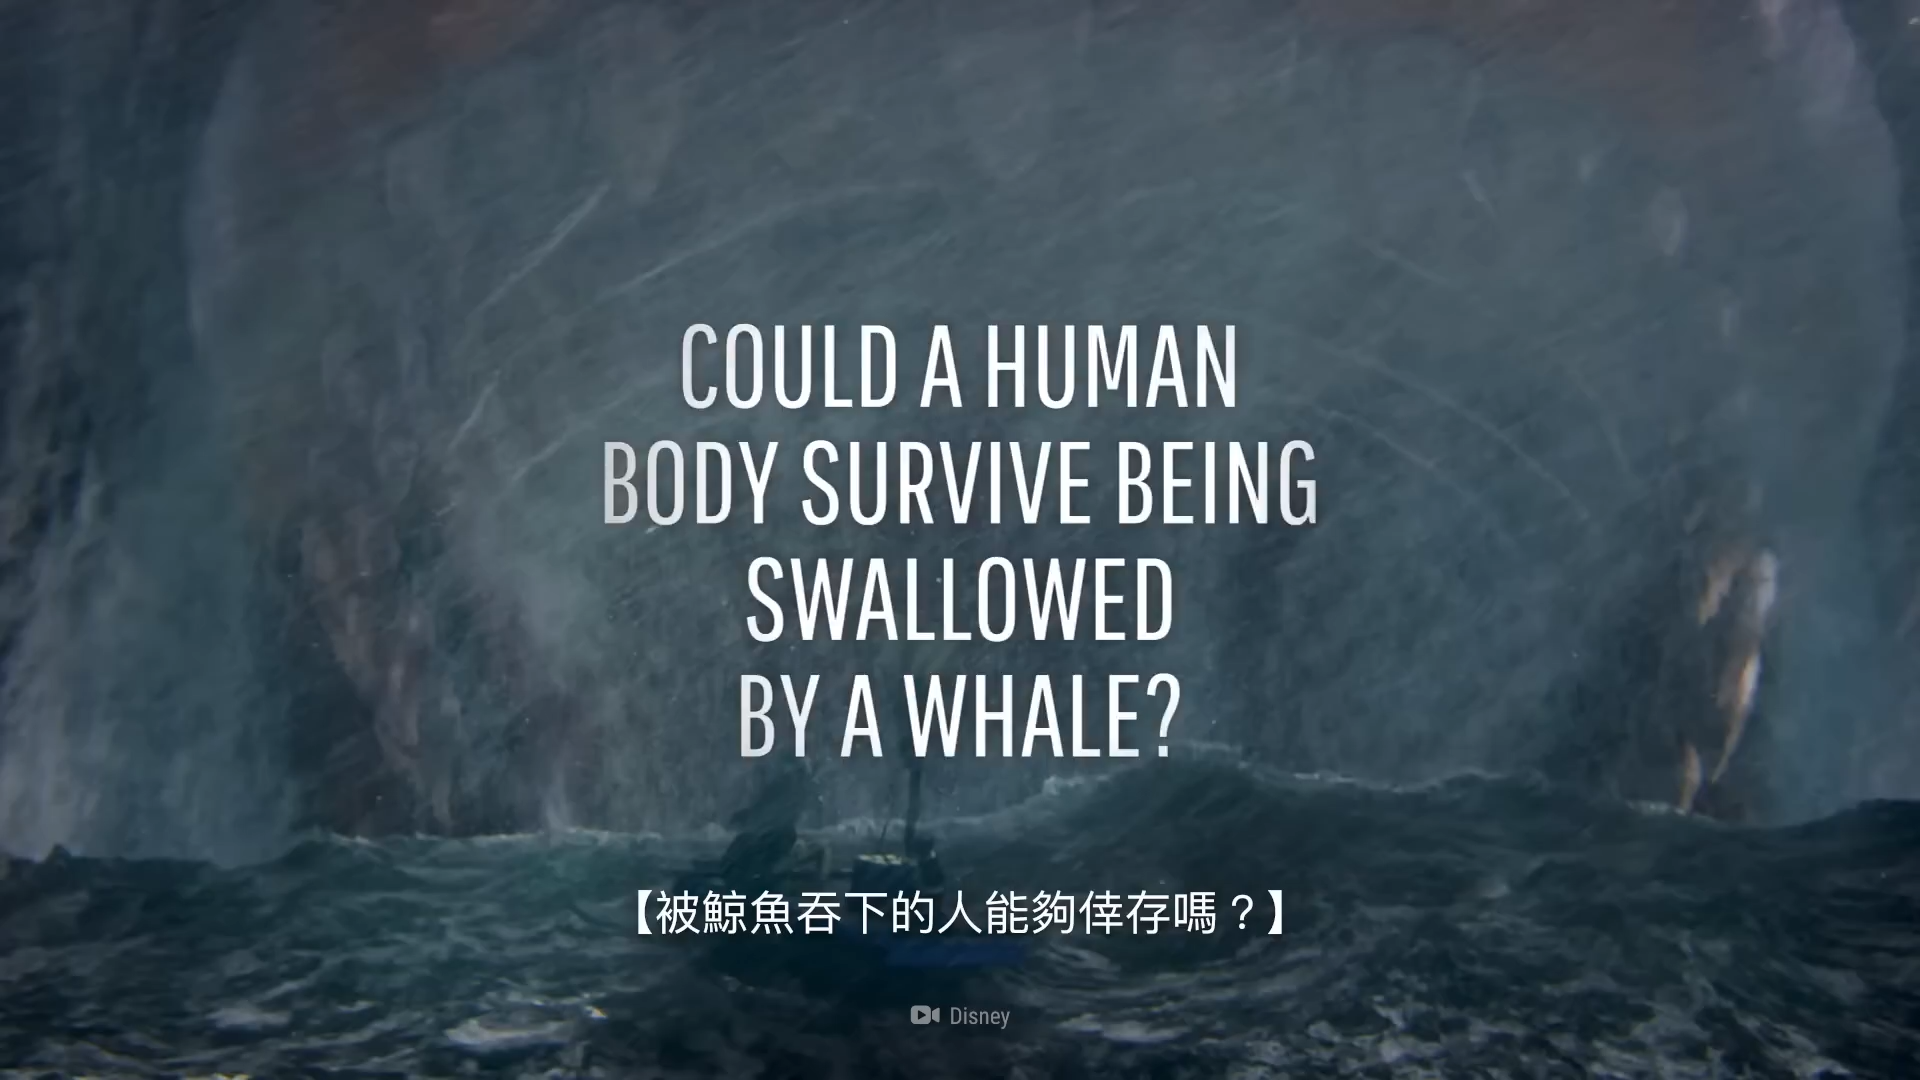 COULD A HUMAN
BODY SURVIVE BEING
SWALLOWED
BY A WHALE?
【被鯨魚吞下的人能夠倖存嗎？】
Disney